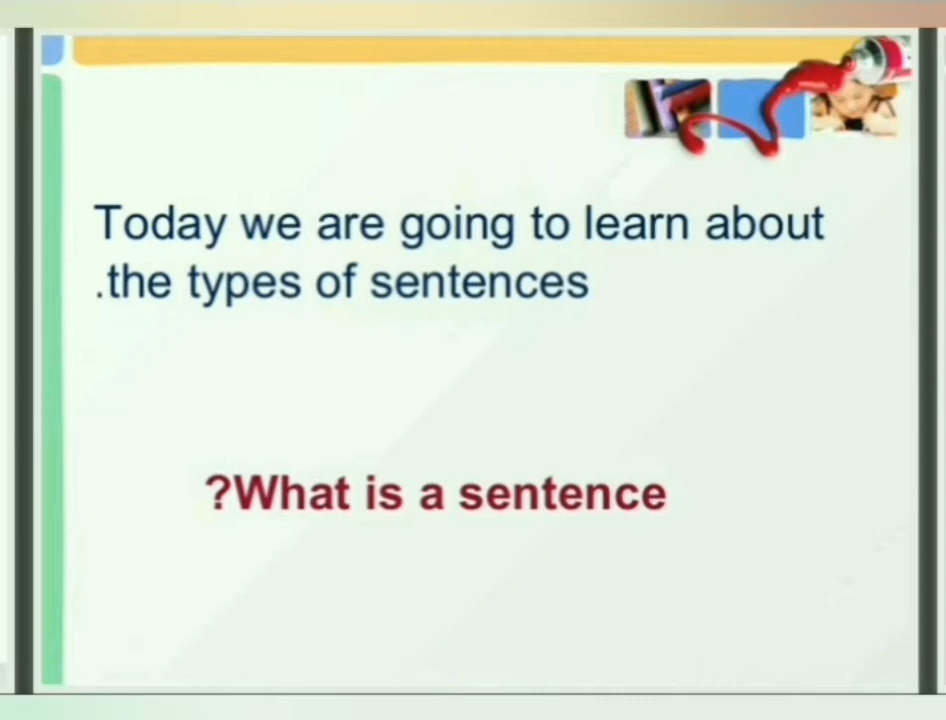 Today we are going to learn about
.the types of sentences
?What is a sentence